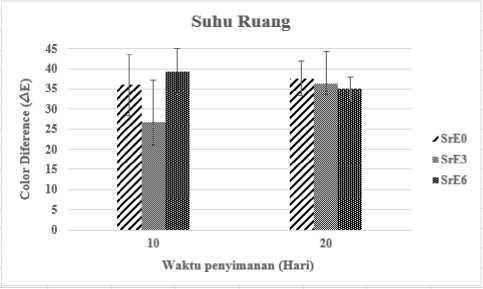 Suhu Ruang
45
40
35
30
25
20
15
10
5
0
Color Diference (△E)
10
20
Waktu penyimanan (Hari)
SrE0
SrE3
SrE6